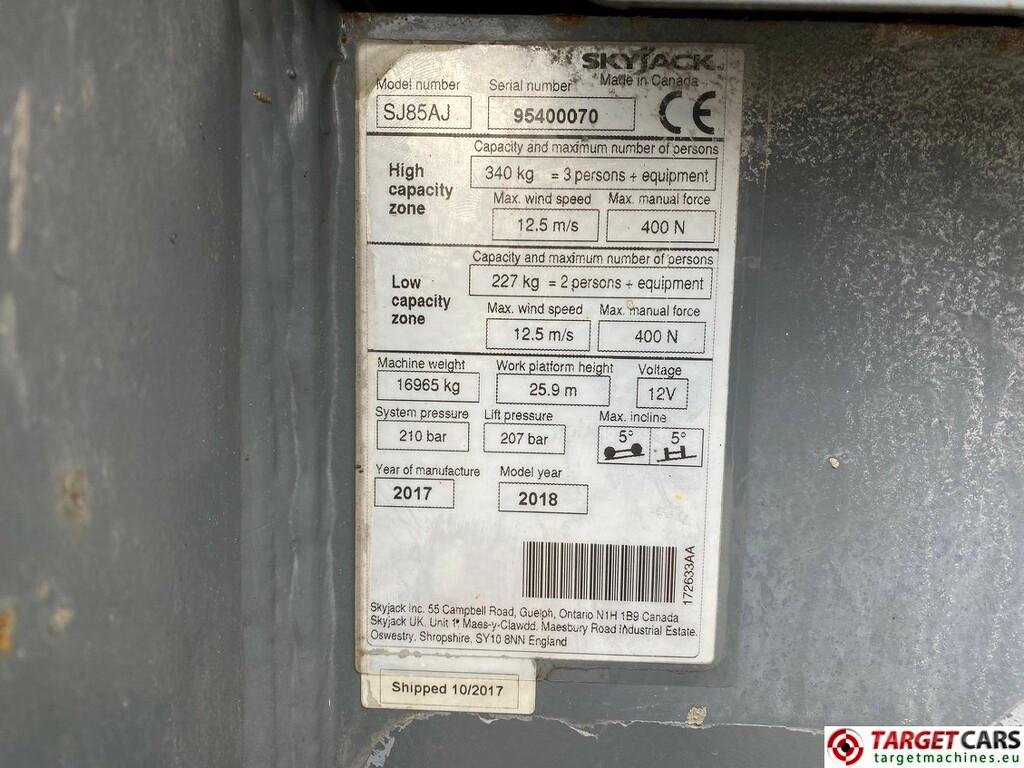 SKYJACK
Made in Canada
Model number
Serial number
SJ85AJ
95400070
CE
Capacity and maximum number of persons
High capacity zone
340 kg = 3 persons + equipment
Max. wind speed
Max. manual force
12.5 m/s
400 N
Capacity and maximum number of persons
Low capacity zone
227 kg = 2 persons + equipment
Max. wind speed
Max. manual force
12.5 m/s
400 N
Machine weight
Work platform height
Voltage
16965 kg
25.9 m
12V
System pressure
Lift pressure
Max. incline
210 bar
207 bar
5°
5°
Year of manufacture
Model year
2017
2018
172633AA
Skyjack Inc. 55 Campbell Road, Guelph, Ontario N1H 1B9 Canada
Skyjack UK. Unit 1 Maes-y-Clawdd. Maesbury Road Industrial Estate.
Oswestry, Shropshire, SY10 8NN England
Shipped 10/2017
TARGETCARS
targetmachines.eu